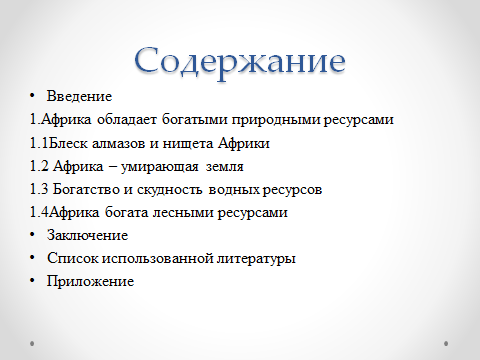 Содержание
• Введение
1.Африка обладает богатыми природными ресурсами
1.1Блеск алмазов и нищета Африки
1.2 Африка – умирающая земля
1.3 Богатство и скудность водных ресурсов
1.4Африка богата лесными ресурсами
• Заключение
• Список использованной литературы
• Приложение